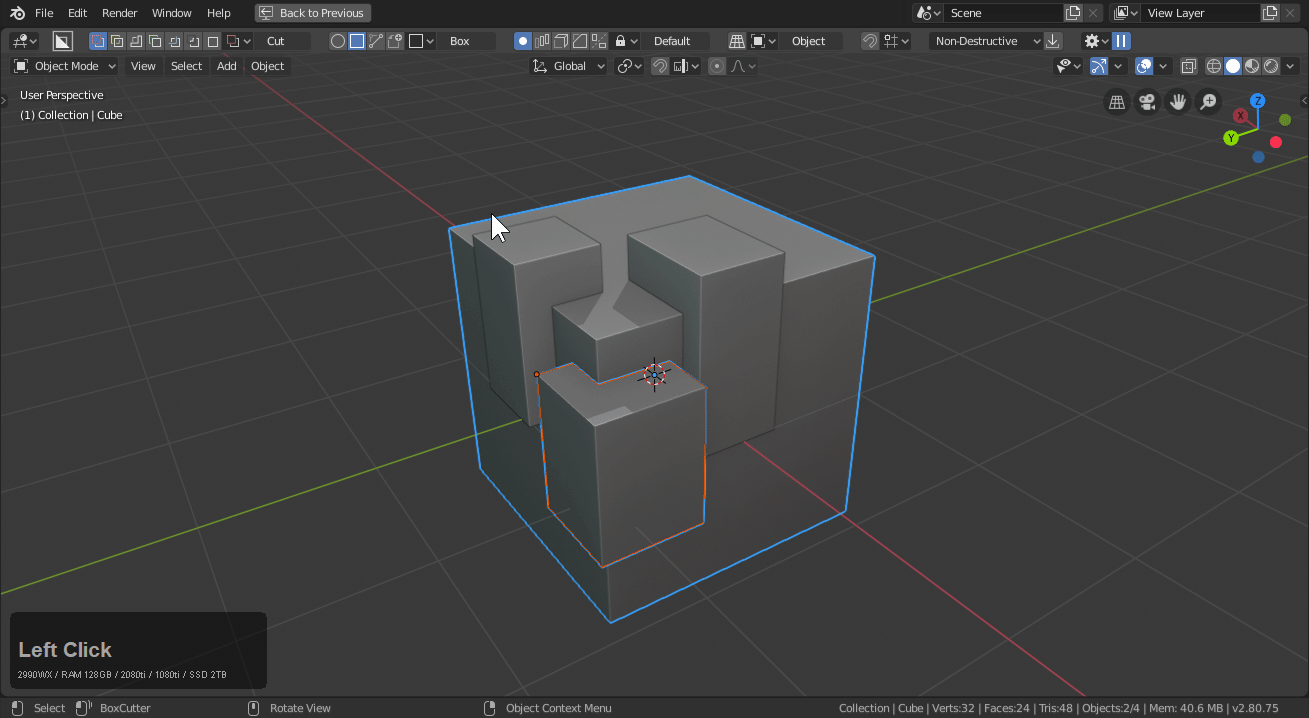 File Edit Render Window Help Back to Previous Scene View Layer
Cut Box Default Object Non-Destructive
Object Mode View Select Add Object Global
User Perspective
(1) Collection | Cube
Z
X
Y
Left Click
2990WX / RAM 128GB / 2080ti / 1080ti / SSD 2TB
Select BoxCutter Rotate View Object Context Menu Collection | Cube | Verts:32 | Faces:24 | Tris:48 | Objects:2/4 | Mem: 40.6 MB | v2.80.75